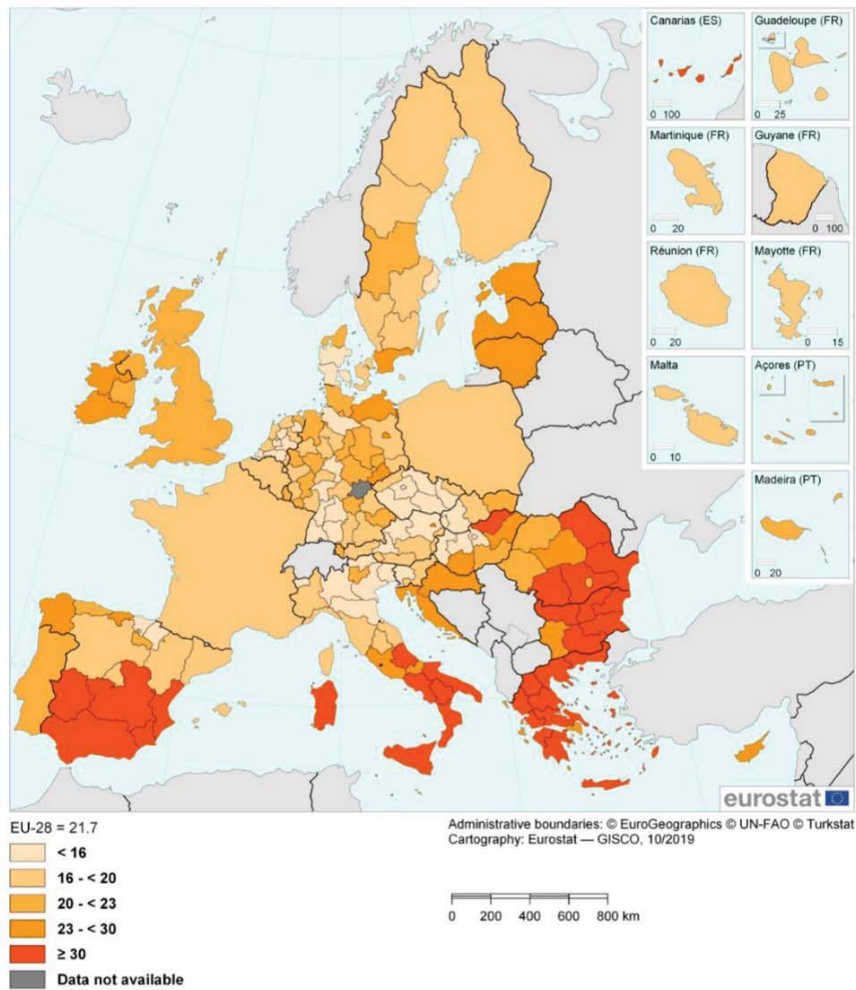 Canarias (ES)
0 100
Guadeloupe (FR)
0 25
Martinique (FR)
0 20
Guyane (FR)
0 100
Réunion (FR)
0 20
Mayotte (FR)
0 15
Malta
0 10
Açores (PT)
Madeira (PT)
0 20
eurostat
EU-28 = 21.7
< 16
16 - < 20
20 - < 23
23 - < 30
≥ 30
Data not available
Administrative boundaries: © EuroGeographics © UN-FAO © Turkstat
Cartography: Eurostat — GISCO, 10/2019
0 200 400 600 800 km